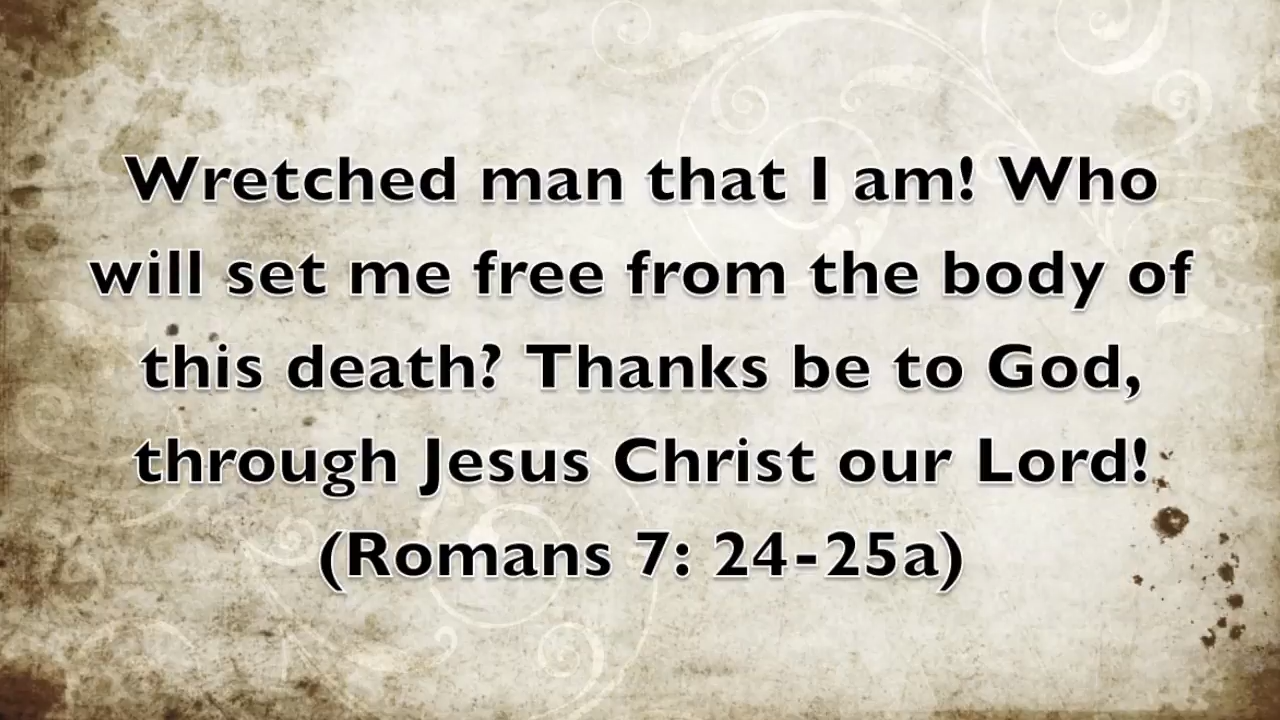 Wretched man that I am! Who
will set me free from the body of
this death? Thanks be to God,
through Jesus Christ our Lord!
(Romans 7: 24-25a)